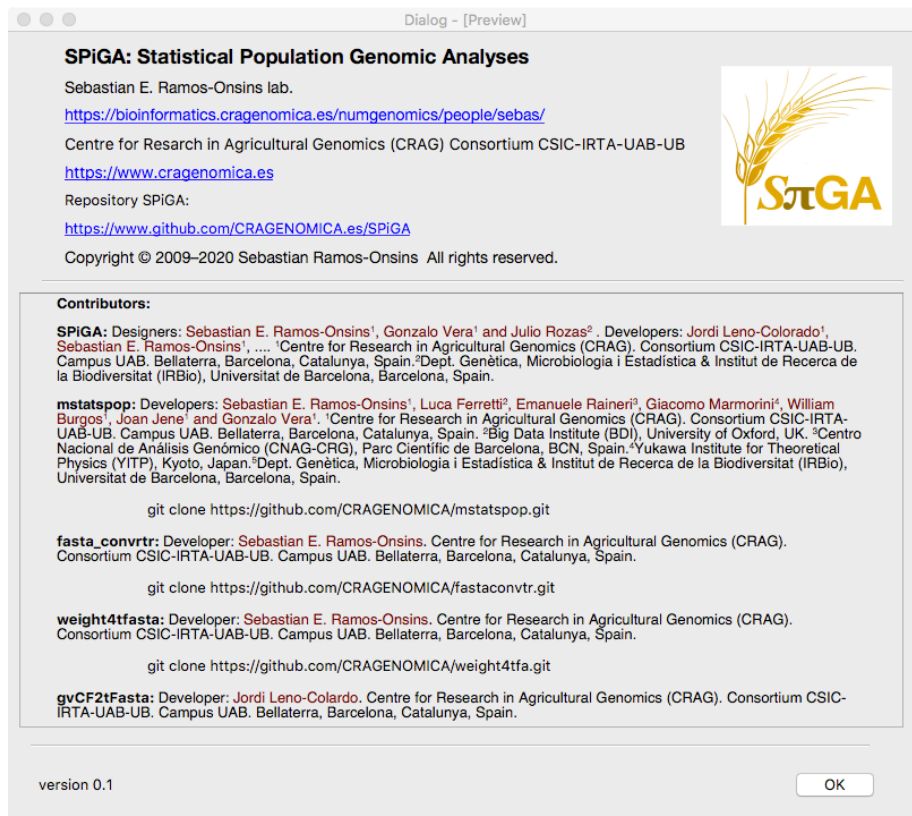 Dialog - [Preview]
SPiGA: Statistical Population Genomic Analyses
Sebastian E. Ramos-Onsins lab.
https://bioinformatics.cragenomica.es/numgenomics/people/sebas/
Centre for Resarch in Agricultural Genomics (CRAG) Consortium CSIC-IRTA-UAB-UB
https://www.cragenomica.es
Repository SPiGA:
https://www.github.com/CRAGENOMICA.es/SPiGA
Copyright © 2009–2020 Sebastian Ramos-Onsins  All rights reserved.
SπGA
Contributors:
SPiGA: Designers: Sebastian E. Ramos-Onsins¹, Gonzalo Vera¹ and Julio Rozas² . Developers: Jordi Leno-Colorado¹,
Sebastian E. Ramos-Onsins¹, .... ¹Centre for Research in Agricultural Genomics (CRAG). Consortium CSIC-IRTA-UAB-UB.
Campus UAB. Bellaterra, Barcelona, Catalunya, Spain.²Dept. Genètica, Microbiologia i Estadística & Institut de Recerca de
la Biodiversitat (IRBio), Universitat de Barcelona, Barcelona, Spain.
mstatspop: Developers: Sebastian E. Ramos-Onsins¹, Luca Ferretti², Emanuele Raineri³, Giacomo Marmorini⁴, William
Burgos¹, Joan Jene¹ and Gonzalo Vera¹. ¹Centre for Research in Agricultural Genomics (CRAG). Consortium CSIC-IRTA-
UAB-UB. Campus UAB. Bellaterra, Barcelona, Catalunya, Spain. ²Big Data Institute (BDI), University of Oxford, UK. ³Centro
Nacional de Análisis Genómico (CNAG-CRG), Parc Científic de Barcelona, BCN, Spain.⁴Yukawa Institute for Theoretical
Physics (YITP), Kyoto, Japan.⁵Dept. Genètica, Microbiologia i Estadística & Institut de Recerca de la Biodiversitat (IRBio),
Universitat de Barcelona, Barcelona, Spain.
git clone https://github.com/CRAGENOMICA/mstatspop.git
fasta_convrtr: Developer: Sebastian E. Ramos-Onsins. Centre for Research in Agricultural Genomics (CRAG).
Consortium CSIC-IRTA-UAB-UB. Campus UAB. Bellaterra, Barcelona, Catalunya, Spain.
git clone https://github.com/CRAGENOMICA/fastaconvtr.git
weight4tfasta: Developer: Sebastian E. Ramos-Onsins. Centre for Research in Agricultural Genomics (CRAG).
Consortium CSIC-IRTA-UAB-UB. Campus UAB. Bellaterra, Barcelona, Catalunya, Spain.
git clone https://github.com/CRAGENOMICA/weight4tfa.git
gvCF2tFasta: Developer: Jordi Leno-Colardo. Centre for Research in Agricultural Genomics (CRAG). Consortium CSIC-
IRTA-UAB-UB. Campus UAB. Bellaterra, Barcelona, Catalunya, Spain.
version 0.1
OK